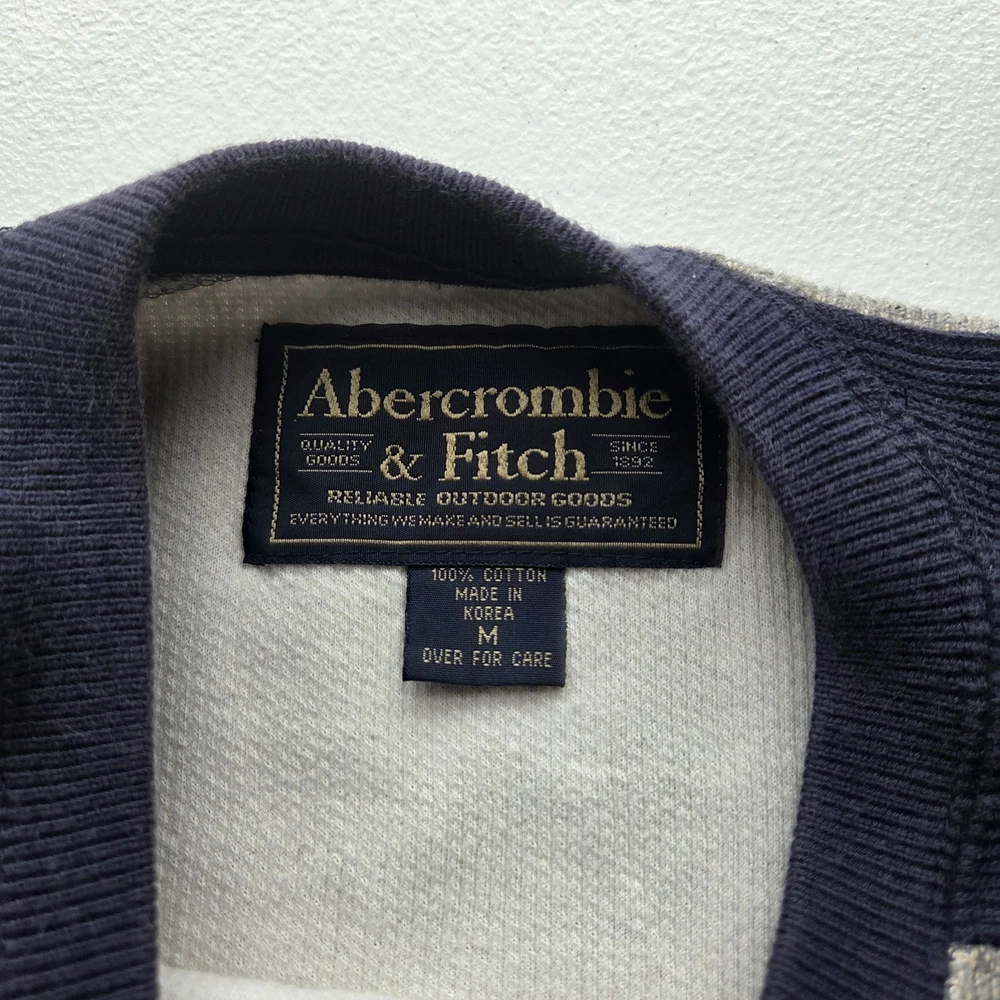 Abercrombie
QUALITY GOODS & Fitch SINCE 1892
RELIABLE OUTDOOR GOODS
EVERYTHING WE MAKE AND SELL IS GUARANTEED
100% COTTON
MADE IN
KOREA
M
OVER FOR CARE